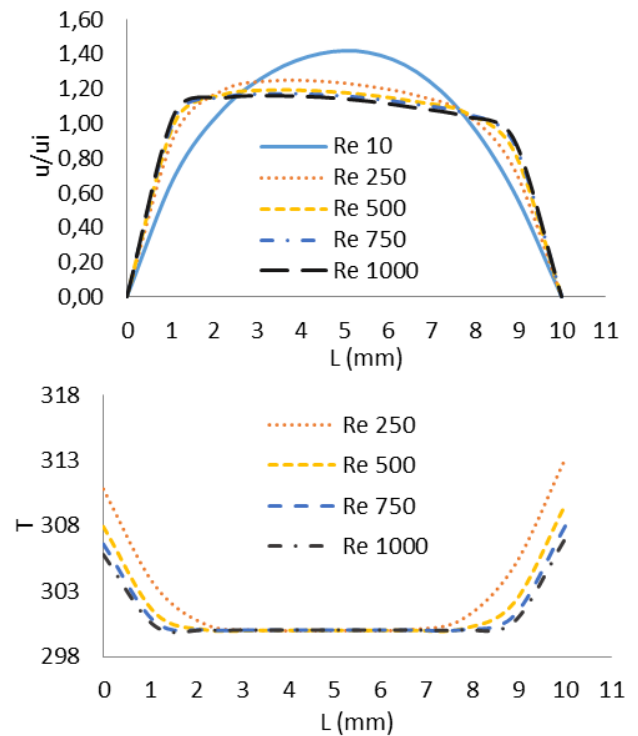 1,60
1,40
1,20
1,00
0,80
0,60
0,40
0,20
0,00
u/ui
Re 10
Re 250
Re 500
Re 750
Re 1000
0 1 2 3 4 5 6 7 8 9 10 11
L (mm)
318
313
308
303
298
T
Re 250
Re 500
Re 750
Re 1000
0 1 2 3 4 5 6 7 8 9 10 11
L (mm)